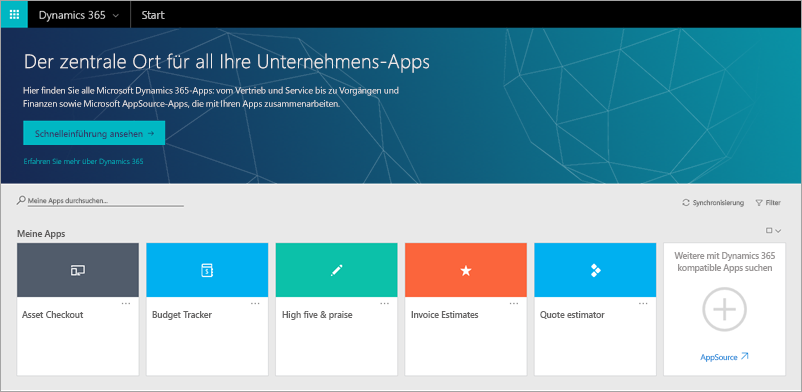 Dynamics 365 Start
Der zentrale Ort für all Ihre Unternehmens-Apps
Hier finden Sie alle Microsoft Dynamics 365-Apps: vom Vertrieb und Service bis zu Vorgängen und
Finanzen sowie Microsoft AppSource-Apps, die mit Ihren Apps zusammenarbeiten.
Schnelleinführung ansehen →
Erfahren Sie mehr über Dynamics 365
Meine Apps durchsuchen...
Synchronisierung Filter
Meine Apps
Asset Checkout
Budget Tracker
High five & praise
Invoice Estimates
Quote estimator
Weitere mit Dynamics 365
kompatible Apps suchen
AppSource